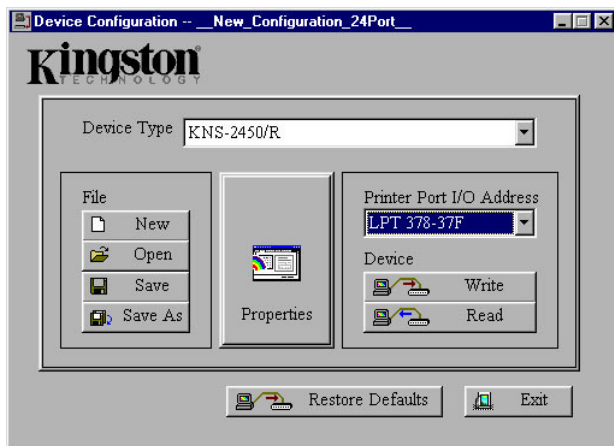 Device Configuration -- __New_Configuration_24Port__
Kingston
TECHNOLOGY
Device Type KNS-2450/R
File
New
Open
Save
Save As
Properties
Printer Port I/O Address
LPT 378-37F
Device
Write
Read
Restore Defaults
Exit